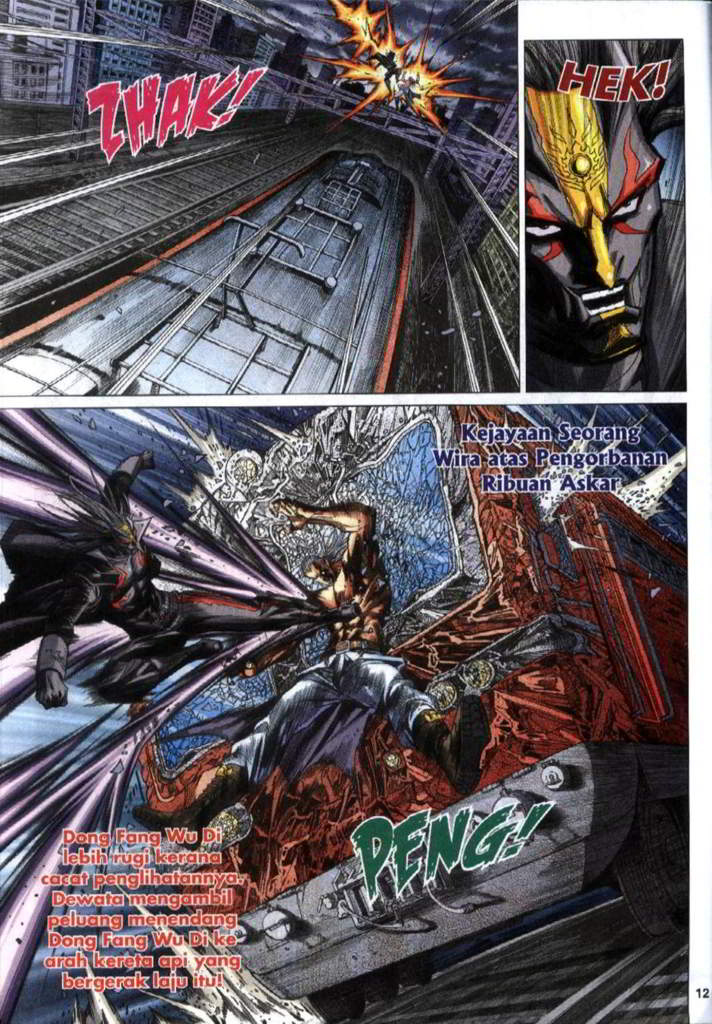 ZHAK!
HEK!
Kejayaan Seorang
Wira atas Pengorbanan
Ribuan Askar
PENG!
Dong Fang Wu Di
lebih rugi kerana
cacat penglihatannya.
Dewata mengambil
peluang menendang
Dong Fang Wu Di ke
arah kereta api yang
bergerak laju itu!
12